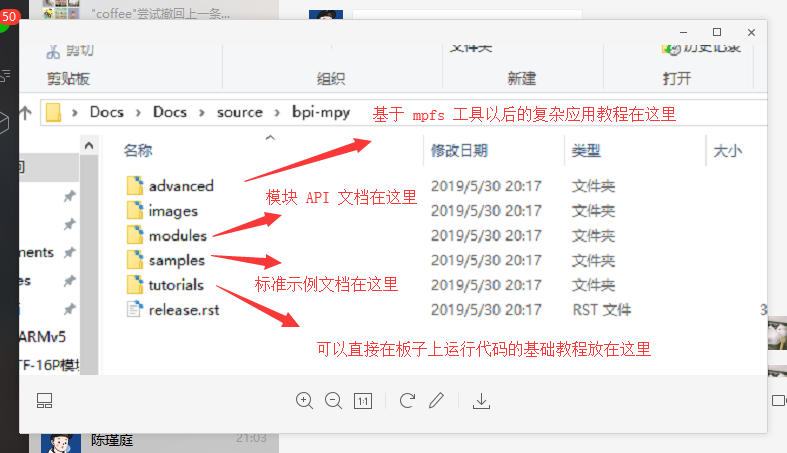 50
"coffee"尝试撤回上一条...
剪切
文件夹
历史记录
剪贴板
组织
新建
打开
Docs
Docs
source
bpi-mpy
基于 mpfs 工具以后的复杂应用教程在这里
名称
修改日期
类型
大小
advanced
2019/5/30 20:17
文件夹
模块 API 文档在这里
images
2019/5/30 20:17
文件夹
modules
2019/5/30 20:17
文件夹
samples
2019/5/30 20:17
文件夹
标准示例文档在这里
tutorials
2019/5/30 20:17
文件夹
release.rst
2019/5/30 20:17
RST 文件
3
ments
es
ARMv5
TF-16P模
可以直接在板子上运行代码的基础教程放在这里
1:1
陈瑾庭
21:03